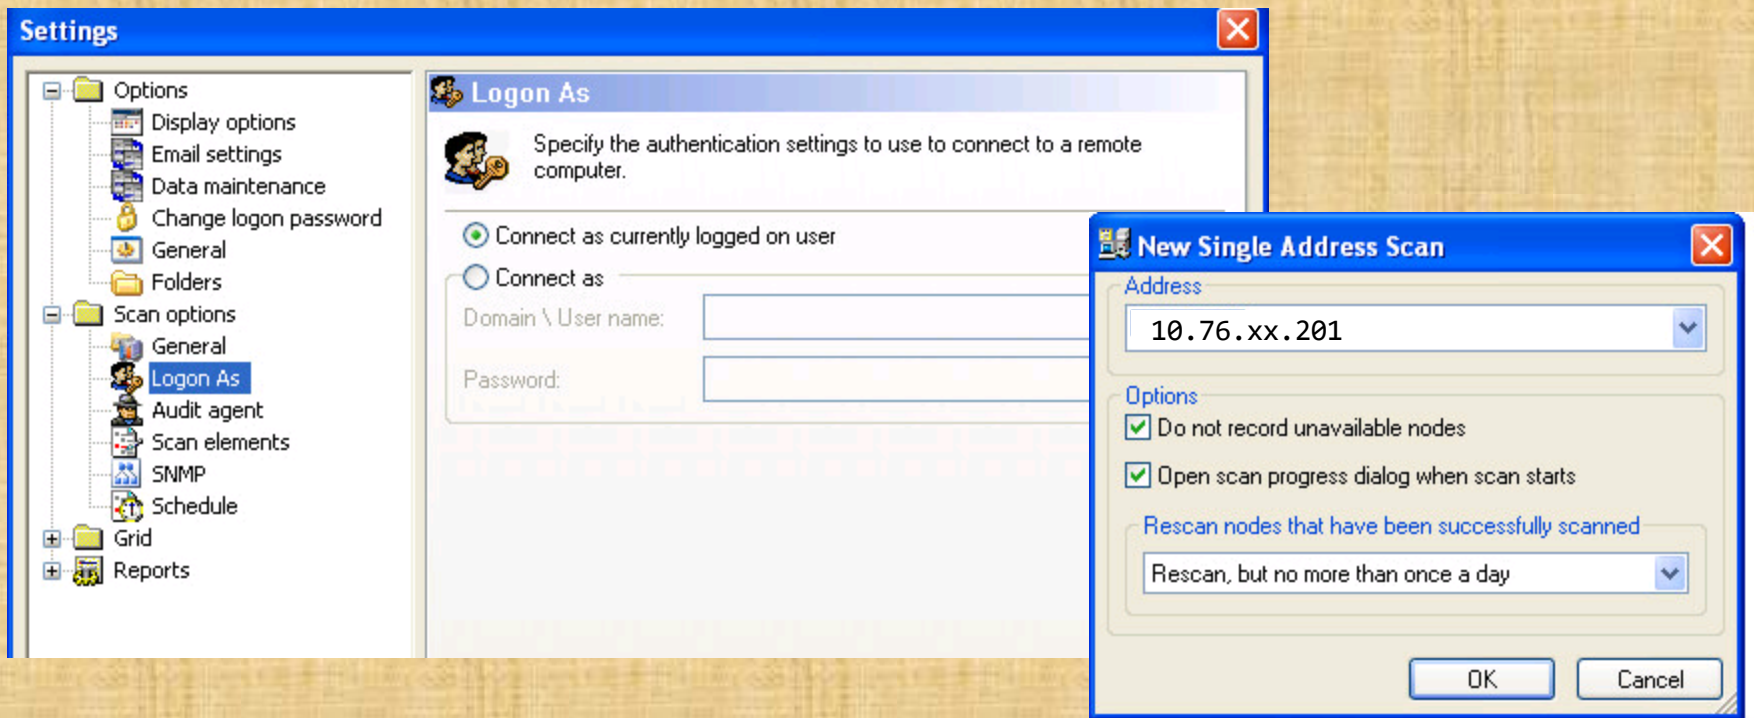 Settings
Options
Display options
Email settings
Data maintenance
Change logon password
General
Folders
Scan options
General
Logon As
Audit agent
Scan elements
SNMP
Schedule
Grid
Reports
Logon As
Specify the authentication settings to use to connect to a remote
computer.
Connect as currently logged on user
Connect as
Domain \ User name:
Password:
New Single Address Scan
Address
10.76.xx.201
Options
Do not record unavailable nodes
Open scan progress dialog when scan starts
Rescan nodes that have been successfully scanned
Rescan, but no more than once a day
OK
Cancel